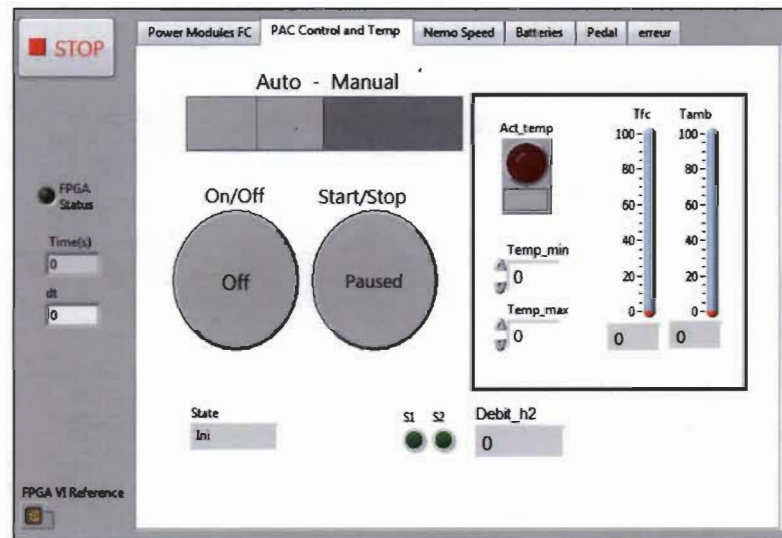 STOP
Power Modules FC
PAC Control and Temp
Nemo Speed
Batteries
Pedal
erreur
Auto - Manual
FPGA
Status
Time(s)
0
dt
0
On/Off
Off
Start/Stop
Paused
Act_temp
Temp_min
0
Temp_max
0
Tfc
100
80
60
40
20
0
0
Tamb
100
80
60
40
20
0
0
State
Ini
S1
S2
Debit_h2
0
FPGA VI Reference